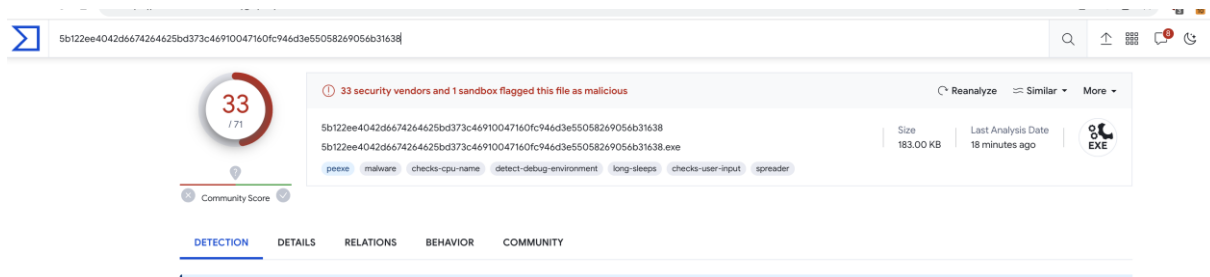 5b122ee4042d6674264625bd373c46910047160fc946d3e55058269056b31638
8
33
/ 71
Community Score
33 security vendors and 1 sandbox flagged this file as malicious
Reanalyze
Similar
More
5b122ee4042d6674264625bd373c46910047160fc946d3e55058269056b31638
5b122ee4042d6674264625bd373c46910047160fc946d3e55058269056b31638.exe
peexe malware checks-cpu-name detect-debug-environment long-sleeps checks-user-input spreader
Size
183.00 KB
Last Analysis Date
18 minutes ago
EXE
DETECTION DETAILS RELATIONS BEHAVIOR COMMUNITY